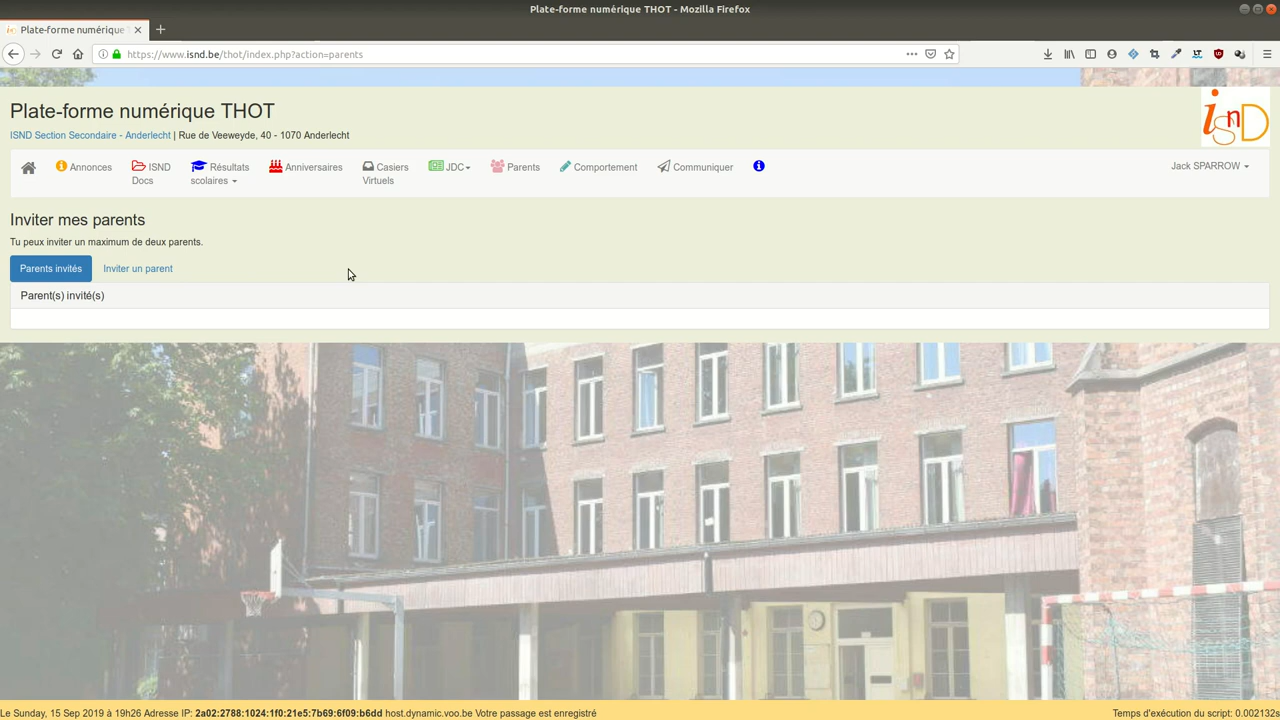 Plate-forme numérique THOT - Mozilla Firefox
Plate-forme numérique
https://www.isnd.be/thot/index.php?action=parents
Plate-forme numérique THOT
isnD
ISND Section Secondaire - Anderlecht | Rue de Veeweyde, 40 - 1070 Anderlecht
Annonces
ISND Docs
Résultats scolaires
Anniversaires
Casiers Virtuels
JDC
Parents
Comportement
Communiquer
Jack SPARROW
Inviter mes parents
Tu peux inviter un maximum de deux parents.
Parents invités Inviter un parent
Parent(s) invité(s)
Le Sunday, 15 Sep 2019 à 19h26 Adresse IP: 2a02:2788:1024:1f0:21e5:7b69:6f09:b6dd host.dynamic.voo.be Votre passage est enregistré Temps d'exécution du script: 0.002132s